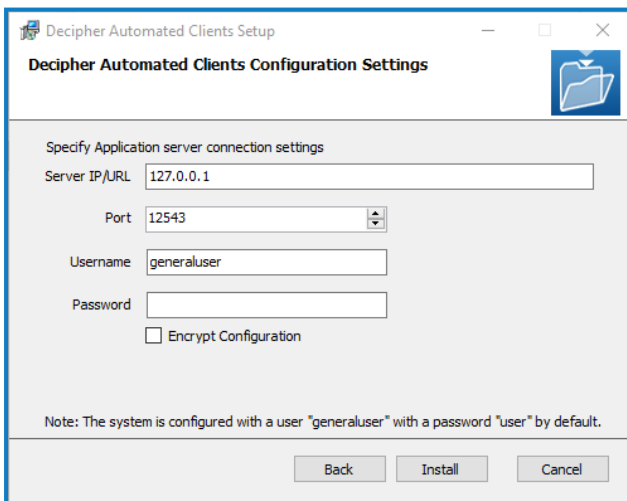 Decipher Automated Clients Setup
Decipher Automated Clients Configuration Settings
Specify Application server connection settings
Server IP/URL 127.0.0.1
Port 12543
Username generaluser
Password
Encrypt Configuration
Note: The system is configured with a user "generaluser" with a password "user" by default.
Back Install Cancel